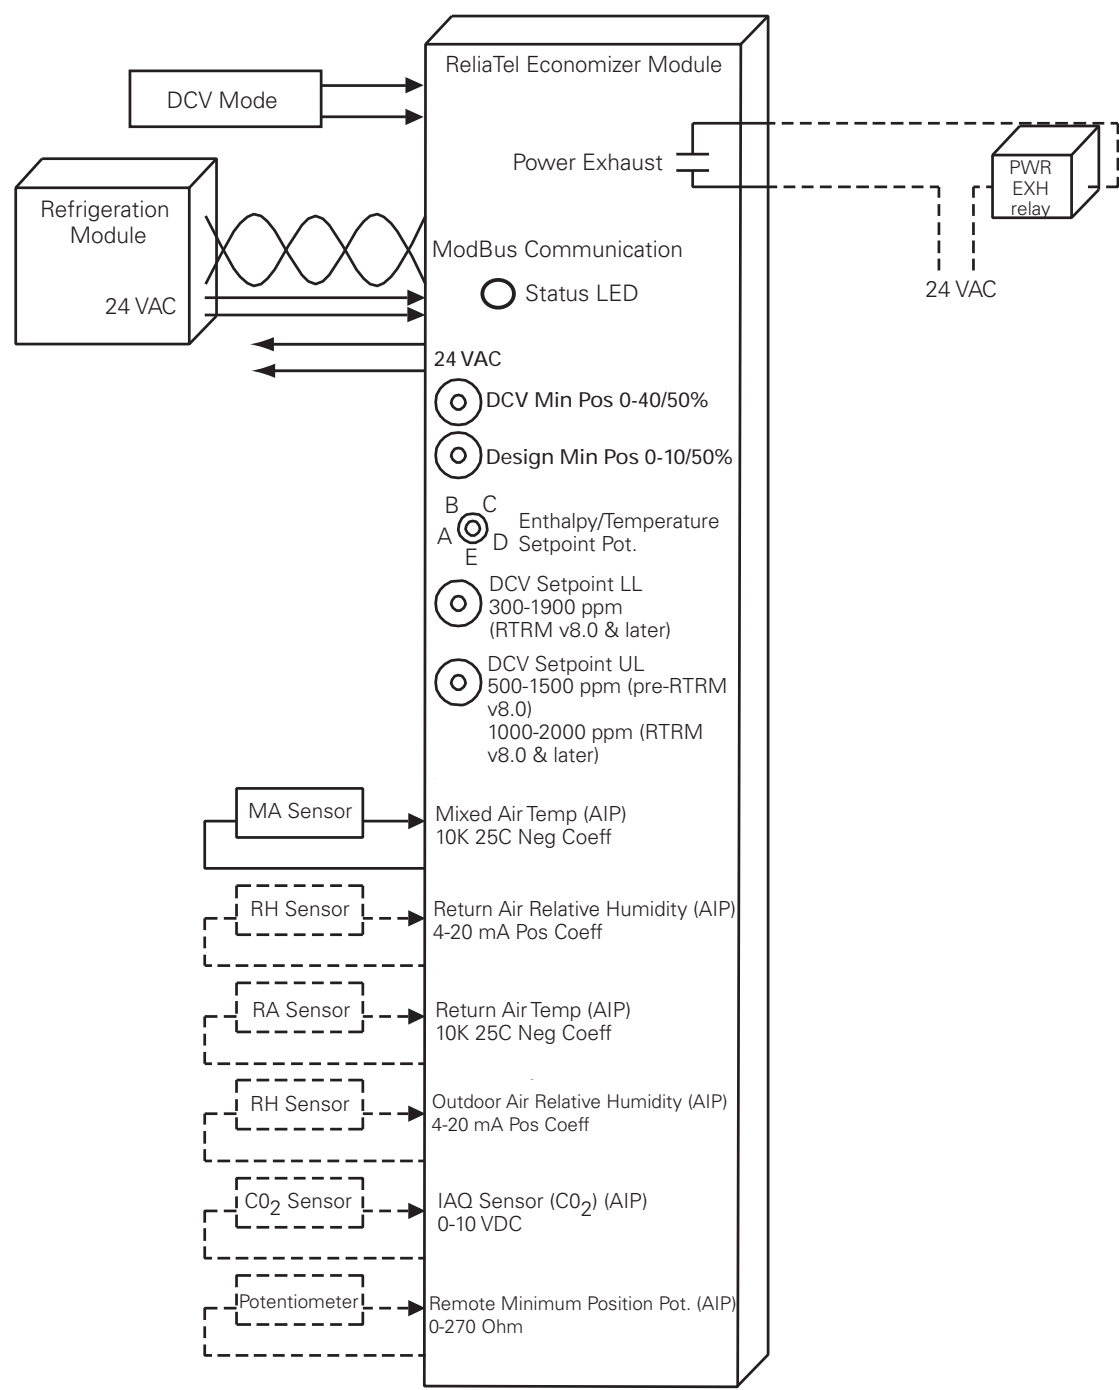 ReliaTel Economizer Module
DCV Mode
Power Exhaust
PWR
EXH
relay
Refrigeration
Module
ModBus Communication
24 VAC
Status LED
24 VAC
24 VAC
DCV Min Pos 0-40/50%
Design Min Pos 0-10/50%
B C
A D
E
Enthalpy/Temperature
Setpoint Pot.
DCV Setpoint LL
300-1900 ppm
(RTRM v8.0 & later)
DCV Setpoint UL
500-1500 ppm (pre-RTRM
v8.0)
1000-2000 ppm (RTRM
v8.0 & later)
MA Sensor
Mixed Air Temp (AIP)
10K 25C Neg Coeff
RH Sensor
Return Air Relative Humidity (AIP)
4-20 mA Pos Coeff
RA Sensor
Return Air Temp (AIP)
10K 25C Neg Coeff
RH Sensor
Outdoor Air Relative Humidity (AIP)
4-20 mA Pos Coeff
C0₂ Sensor
IAQ Sensor (C0₂) (AIP)
0-10 VDC
Potentiometer
Remote Minimum Position Pot. (AIP)
0-270 Ohm